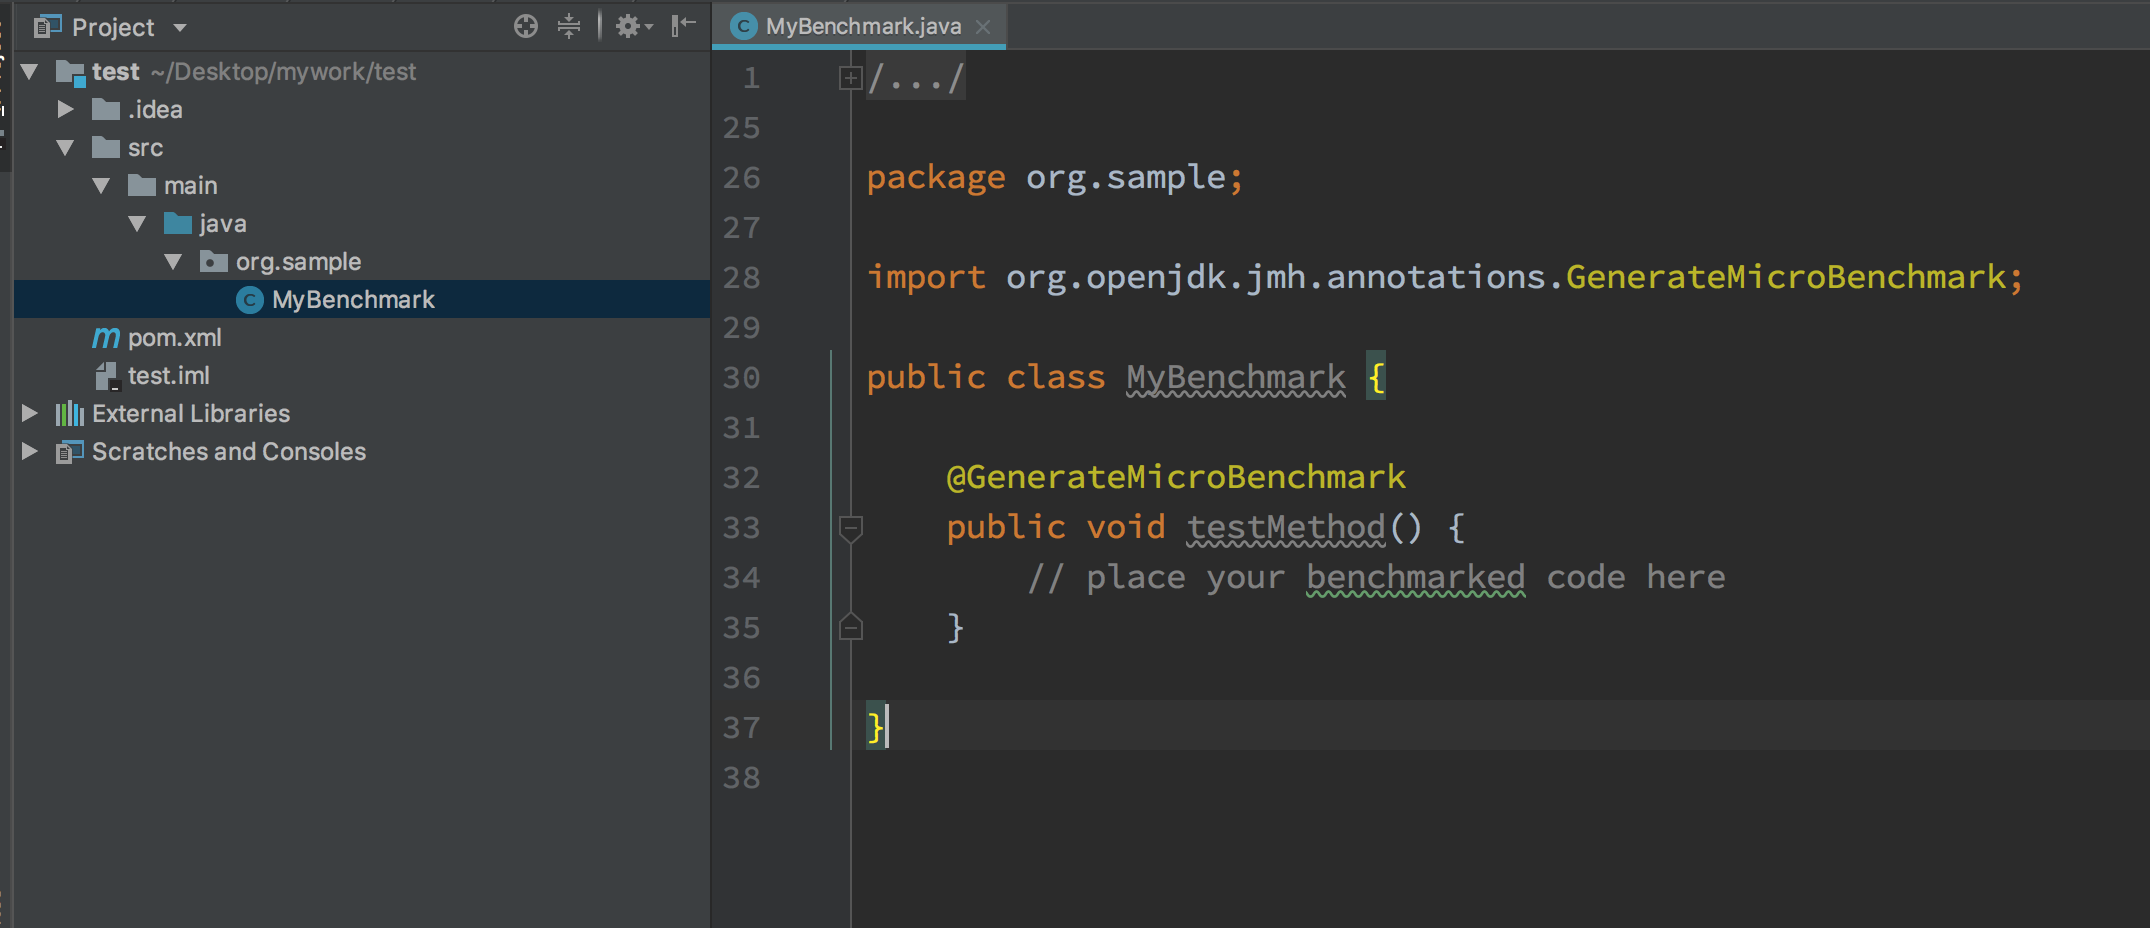 Project
test ~/Desktop/mywork/test
.idea
src
main
java
org.sample
C MyBenchmark
m pom.xml
test.iml
External Libraries
Scratches and Consoles
C MyBenchmark.java
1 /.../
25
26 package org.sample;
27
28 import org.openjdk.jmh.annotations.GenerateMicroBenchmark;
29
30 public class MyBenchmark {
31
32 @GenerateMicroBenchmark
33 public void testMethod() {
34 // place your benchmarked code here
35 }
36
37 }
38